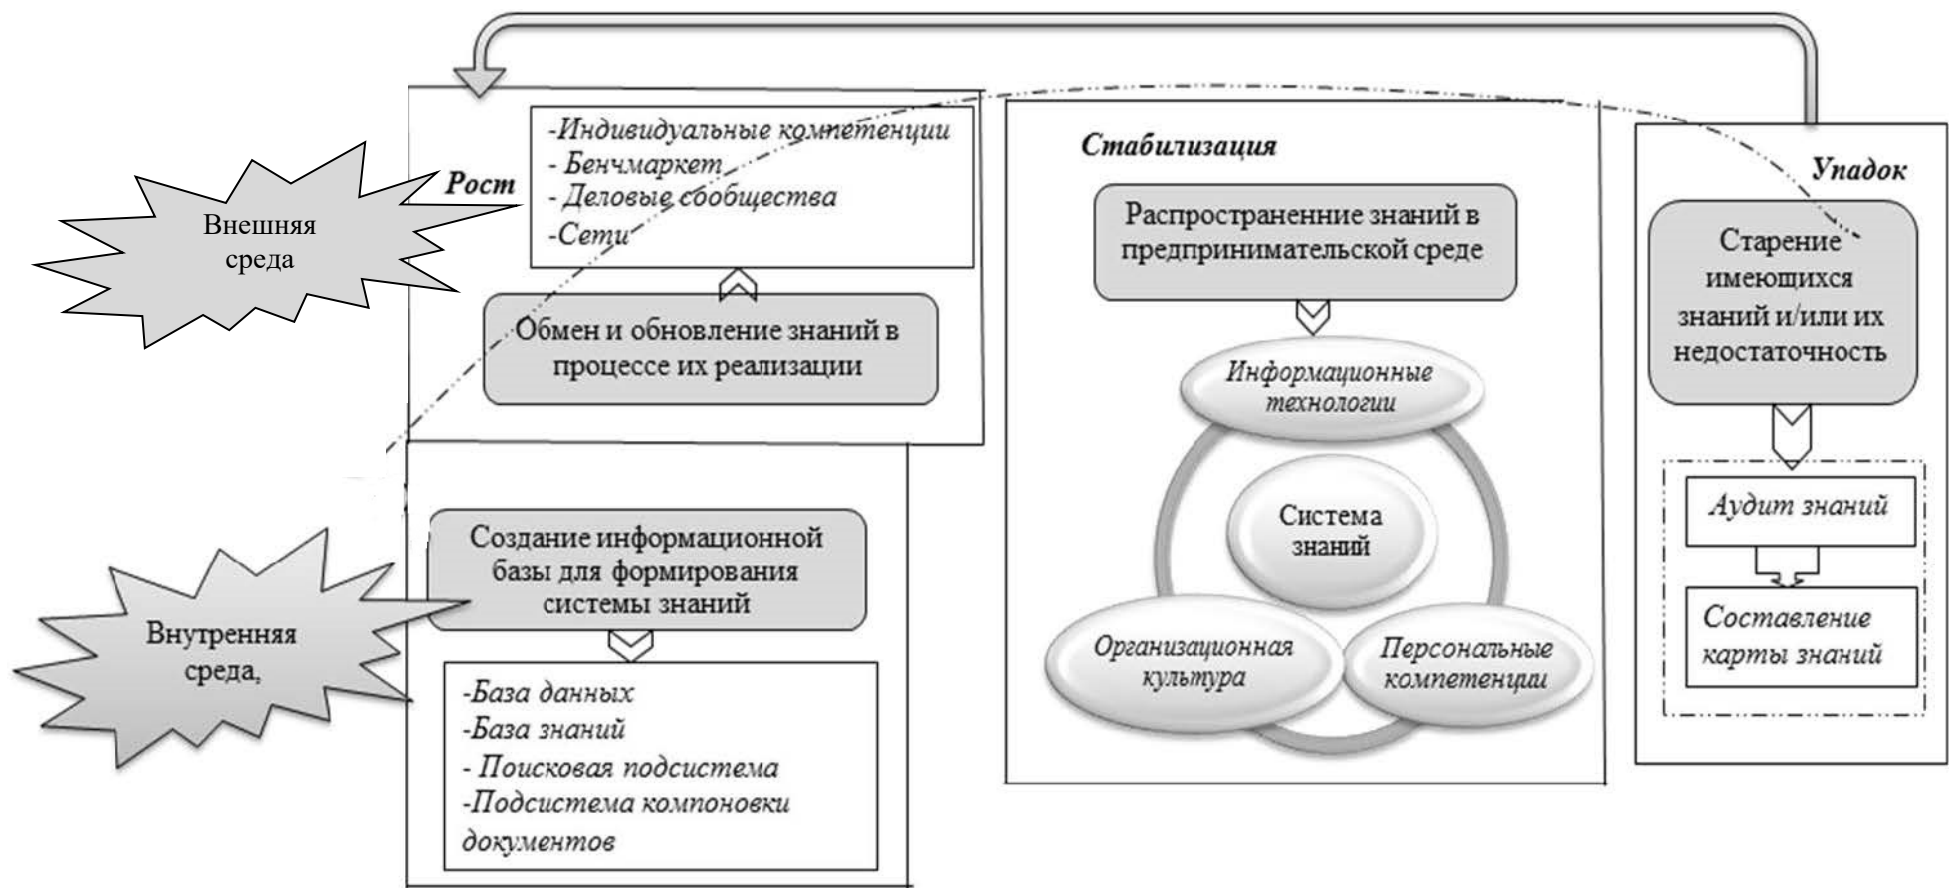 Внешняя
среда
Рост
-Индивидуальные компетенции
- Бенчмаркет
- Деловые сообщества
-Сети
Обмен и обновление знаний в
процессе их реализации
Внутренняя
среда,
Создание информационной
базы для формирования
системы знаний
-База данных
-База знаний
- Поисковая подсистема
-Подсистема компоновки
документов
Стабилизация
Распространенние знаний в
предпринимательской среде
Информационные
технологии
Система
знаний
Организационная
культура
Персональные
компетенции
Упадок
Старение
имеющихся
знаний и/или их
недостаточность
Аудит знаний
Составление
карты знаний